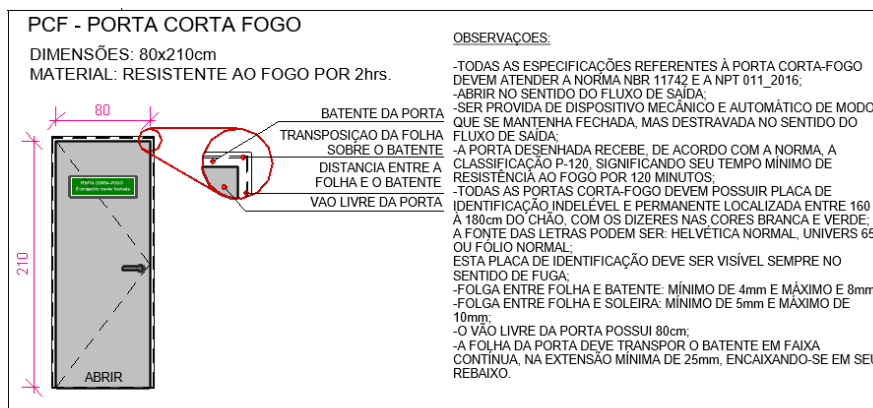 PCF - PORTA CORTA FOGO
DIMENSÕES: 80x210cm
MATERIAL: RESISTENTE AO FOGO POR 2hrs.
80
210
PORTA CORTA-FOGO
É obrigatório manter fechada
ABRIR
BATENTE DA PORTA
TRANSPOSIÇAO DA FOLHA
SOBRE O BATENTE
DISTANCIA ENTRE A
FOLHA E O BATENTE
VAO LIVRE DA PORTA
OBSERVAÇOES:
-TODAS AS ESPECIFICAÇÕES REFERENTES À PORTA CORTA-FOGO
DEVEM ATENDER A NORMA NBR 11742 E A NPT 011_2016;
-ABRIR NO SENTIDO DO FLUXO DE SAÍDA;
-SER PROVIDA DE DISPOSITIVO MECÂNICO E AUTOMÁTICO DE MODO
QUE SE MANTENHA FECHADA, MAS DESTRAVADA NO SENTIDO DO
FLUXO DE SAÍDA;
-A PORTA DESENHADA RECEBE, DE ACORDO COM A NORMA, A
CLASSIFICAÇÃO P-120, SIGNIFICANDO SEU TEMPO MÍNIMO DE
RESISTÊNCIA AO FOGO POR 120 MINUTOS;
-TODAS AS PORTAS CORTA-FOGO DEVEM POSSUIR PLACA DE
IDENTIFICAÇÃO INDELÉVEL E PERMANENTE LOCALIZADA ENTRE 160
À 180cm DO CHÃO, COM OS DIZERES NAS CORES BRANCA E VERDE;
A FONTE DAS LETRAS PODEM SER: HELVÉTICA NORMAL, UNIVERS 65
OU FÓLIO NORMAL;
ESTA PLACA DE IDENTIFICAÇÃO DEVE SER VISÍVEL SEMPRE NO
SENTIDO DE FUGA;
-FOLGA ENTRE FOLHA E BATENTE: MÍNIMO DE 4mm E MÁXIMO E 8mm
-FOLGA ENTRE FOLHA E SOLEIRA: MÍNIMO DE 5mm E MÁXIMO DE
10mm;
-O VÃO LIVRE DA PORTA POSSUI 80cm;
-A FOLHA DA PORTA DEVE TRANSPOR O BATENTE EM FAIXA
CONTÍNUA, NA EXTENSÃO MÍNIMA DE 25mm, ENCAIXANDO-SE EM SEU
REBAIXO.